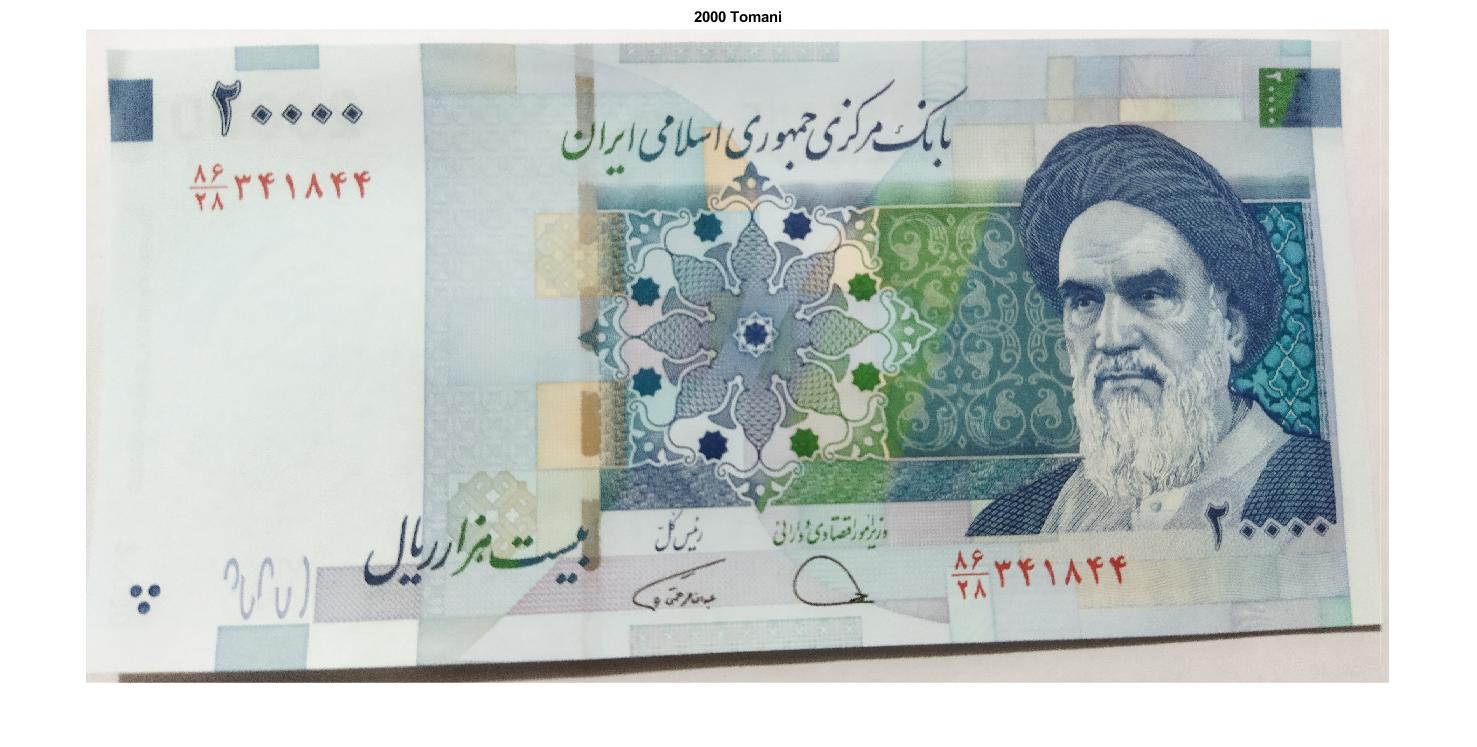 2000 Tomani
۲۰۰۰۰
۲۰۰۰۰
بانک مرکزی جمهوری اسلامی ایران
۸۶/۲۸ ۳۴۱۸۴۴
بیست هزار ریال
رئیس کل
وزیر امور اقتصادی و دارائی
۲۰۰۰۰
۸۶/۲۸ ۳۴۱۸۴۴